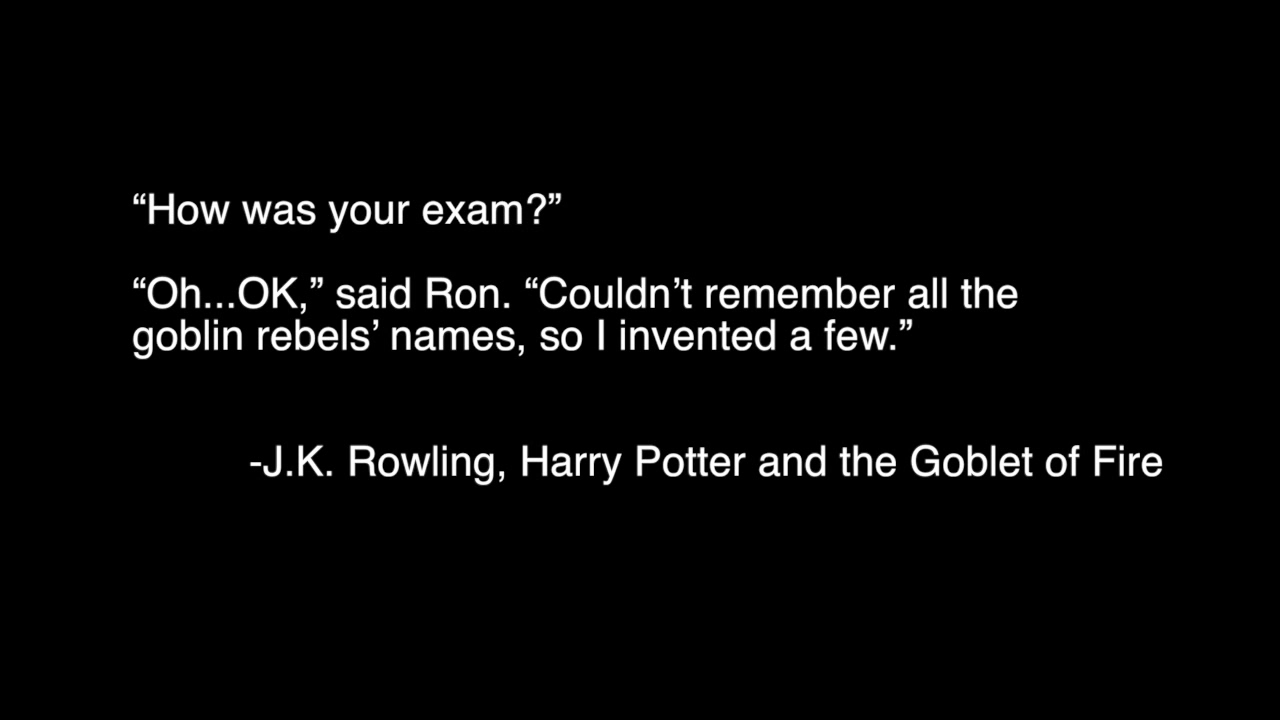 “How was your exam?”
“Oh...OK,” said Ron. “Couldn’t remember all the
goblin rebels’ names, so I invented a few.”
-J.K. Rowling, Harry Potter and the Goblet of Fire